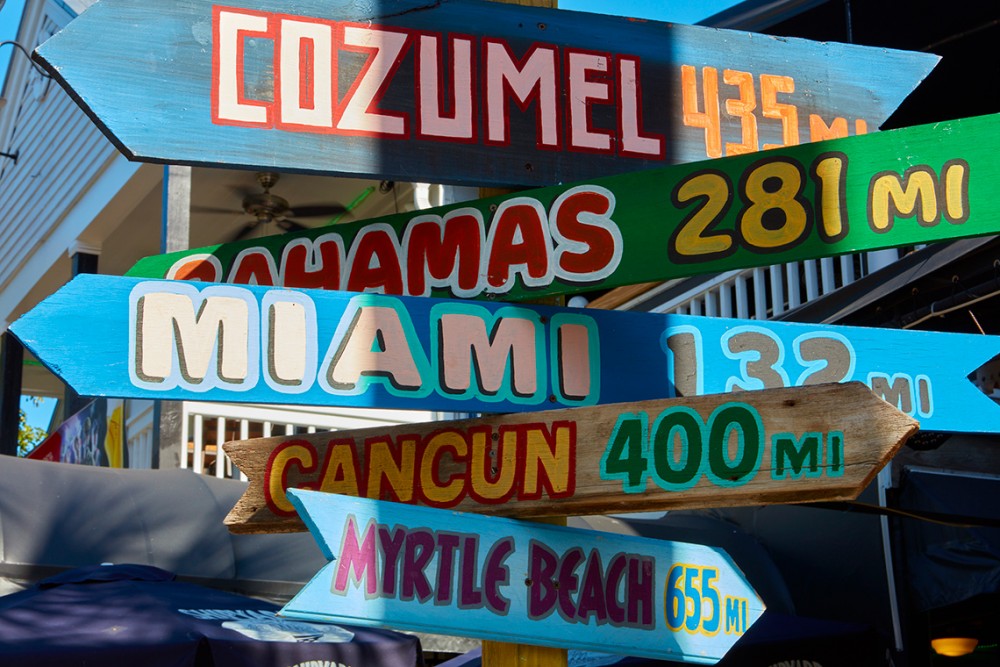 COZUMEL 435 MI
BAHAMAS 281 MI
MIAMI 132 MI
CANCUN 400 MI
MYRTLE BEACH 655 MI